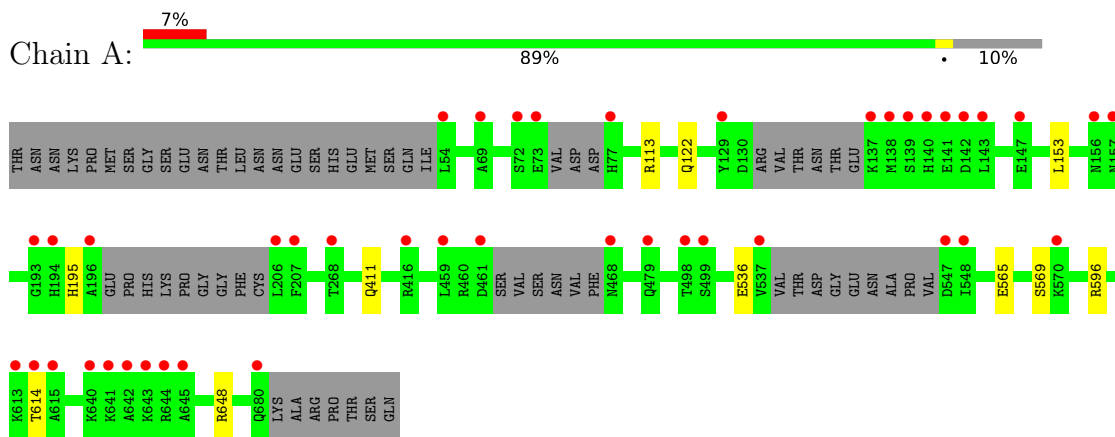 Chain A:
7%
89%
•
10%
THR ASN ASN LYS PRO MET SER GLY SER GLU ASN THR LEU ASN ASN GLU SER HIS GLU MET SER GLN ILE L54 A69 S72 E73 VAL ASP ASP H77 R113 Q122 Y129 D130 ARG VAL THR ASN THR GLU K137 M138 S139 H140 E141 D142 L143 E147 L153 N156 N157
G193 H194 H195 A196 GLU PRO HIS LYS PRO GLY GLY PHE CYS L206 F207 T268 Q411 R416 L459 R460 D461 SER VAL SER ASN VAL PHE N468 Q479 T498 S499 E536 V537 VAL THR ASP GLY GLU ASN ALA PRO VAL D547 I548 E565 S569 K570 R596
K613 T614 A615 K640 K641 A642 K643 R644 A645 R648 Q680 LYS ALA ARG PRO THR SER GLN